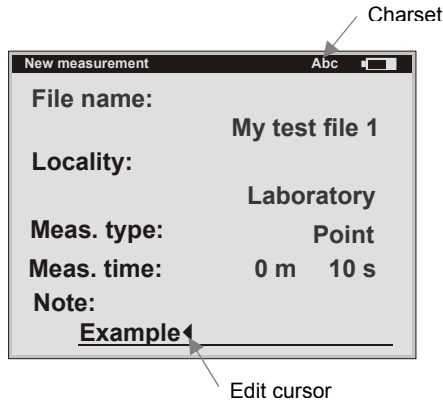 Charset
New measurement Abc
File name:
My test file 1
Locality:
Laboratory
Meas. type: Point
Meas. time: 0 m 10 s
Note:
Example
Edit cursor